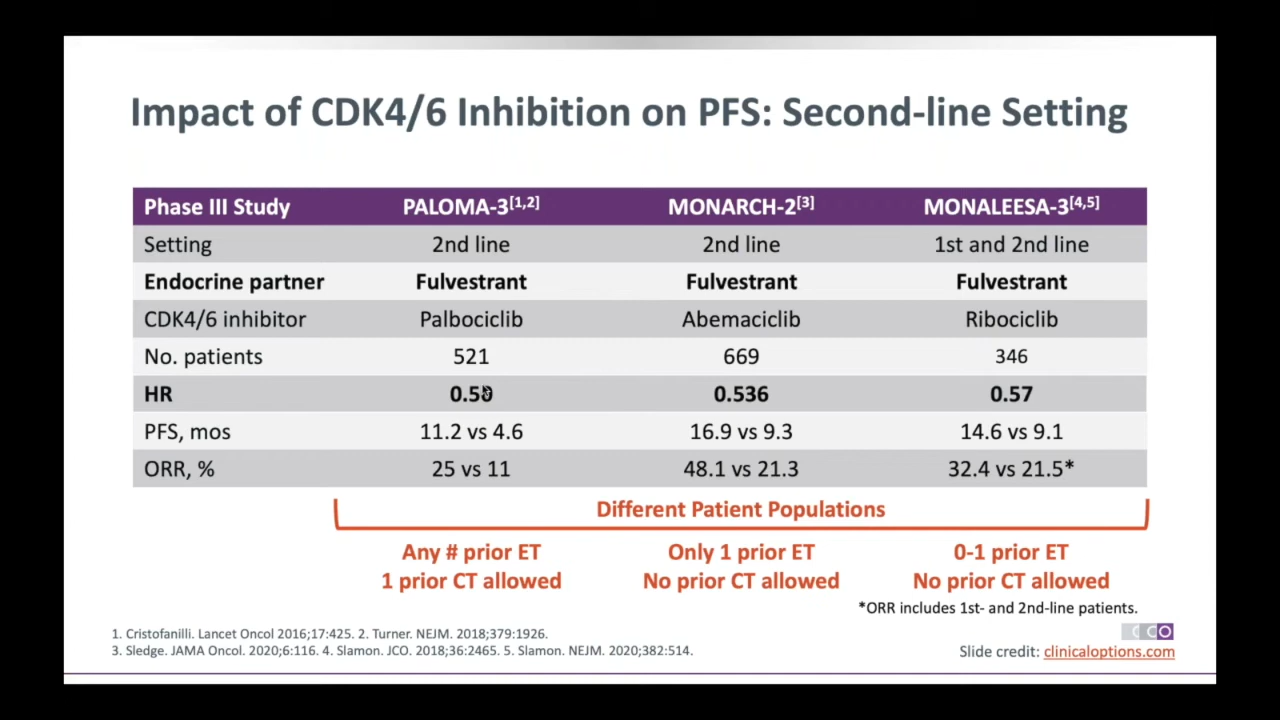 Impact of CDK4/6 Inhibition on PFS: Second-line Setting
Phase III Study PALOMA-3[1,2] MONARCH-2[3] MONALEESA-3[4,5]
Setting 2nd line 2nd line 1st and 2nd line
Endocrine partner Fulvestrant Fulvestrant Fulvestrant
CDK4/6 inhibitor Palbociclib Abemaciclib Ribociclib
No. patients 521 669 346
HR 0.50 0.536 0.57
PFS, mos 11.2 vs 4.6 16.9 vs 9.3 14.6 vs 9.1
ORR, % 25 vs 11 48.1 vs 21.3 32.4 vs 21.5*
Different Patient Populations
Any # prior ET Only 1 prior ET 0-1 prior ET
1 prior CT allowed No prior CT allowed No prior CT allowed
*ORR includes 1st- and 2nd-line patients.
1. Cristofanilli. Lancet Oncol 2016;17:425. 2. Turner. NEJM. 2018;379:1926.
3. Sledge. JAMA Oncol. 2020;6:116. 4. Slamon. JCO. 2018;36:2465. 5. Slamon. NEJM. 2020;382:514.
CCO
Slide credit: clinicaloptions.com